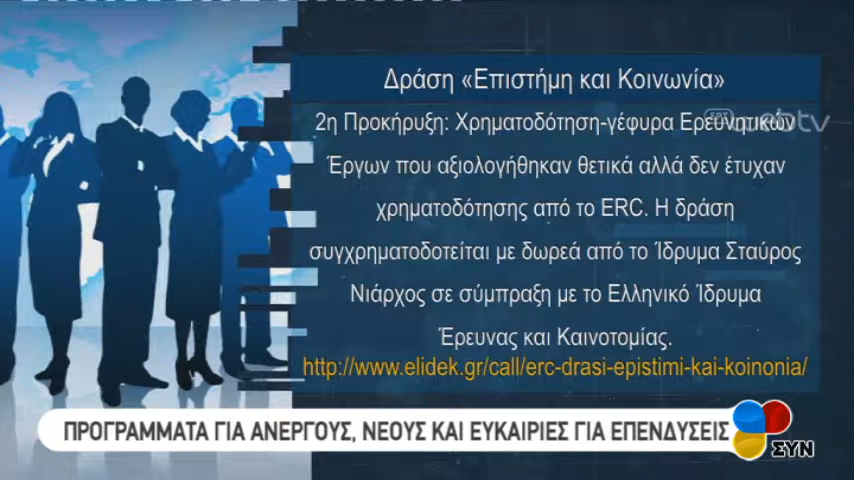 Δράση «Επιστήμη και Κοινωνία»
2η Προκήρυξη: Χρηματοδότηση-γέφυρα Ερευνητικών
Έργων που αξιολογήθηκαν θετικά αλλά δεν έτυχαν
χρηματοδότησης από το ERC. Η δράση
συγχρηματοδοτείται με δωρεά από το Ίδρυμα Σταύρος
Νιάρχος σε σύμπραξη με το Ελληνικό Ίδρυμα
Έρευνας και Καινοτομίας.
http://www.elidek.gr/call/erc-drasi-epistimi-kai-koinonia/
ΕΡΤ webtv
ΠΡΟΓΡΑΜΜΑΤΑ ΓΙΑ ΑΝΕΡΓΟΥΣ, ΝΕΟΥΣ ΚΑΙ ΕΥΚΑΙΡΙΕΣ ΓΙΑ ΕΠΕΝΔΥΣΕΙΣ
ΣΥΝ